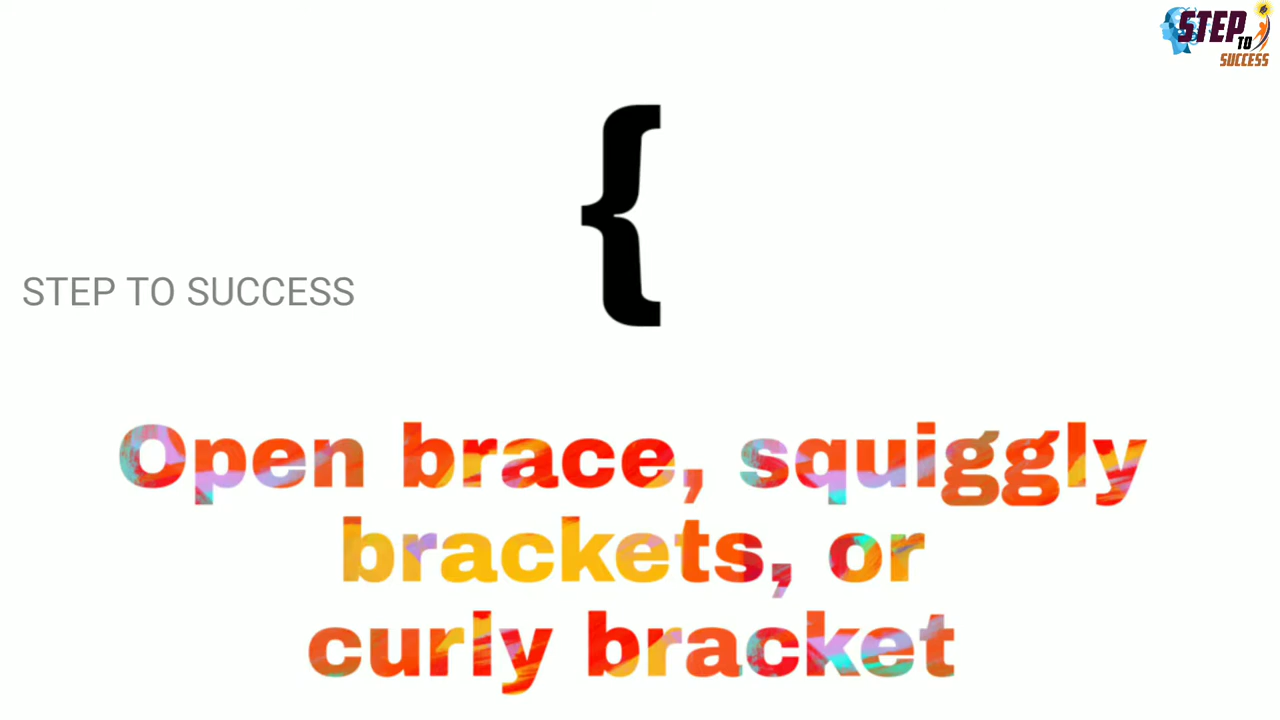 STEP
TO
SUCCESS
{
STEP TO SUCCESS
Open brace, squiggly
brackets, or
curly bracket